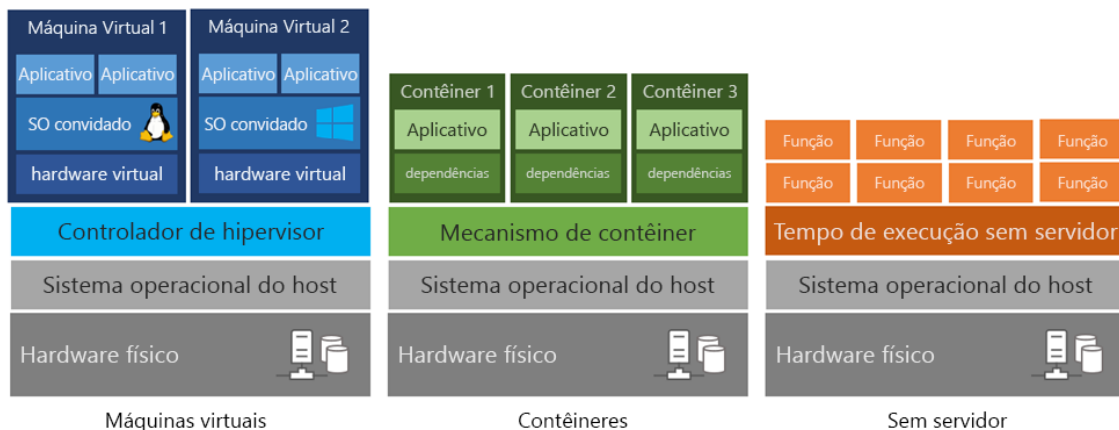 Máquina Virtual 1
Aplicativo Aplicativo
SO convidado
hardware virtual
Máquina Virtual 2
Aplicativo Aplicativo
SO convidado
hardware virtual
Controlador de hipervisor
Sistema operacional do host
Hardware físico
Máquinas virtuais
Contêiner 1
Aplicativo
dependências
Contêiner 2
Aplicativo
dependências
Contêiner 3
Aplicativo
dependências
Mecanismo de contêiner
Sistema operacional do host
Hardware físico
Contêineres
Função Função Função Função
Função Função Função Função
Tempo de execução sem servidor
Sistema operacional do host
Hardware físico
Sem servidor